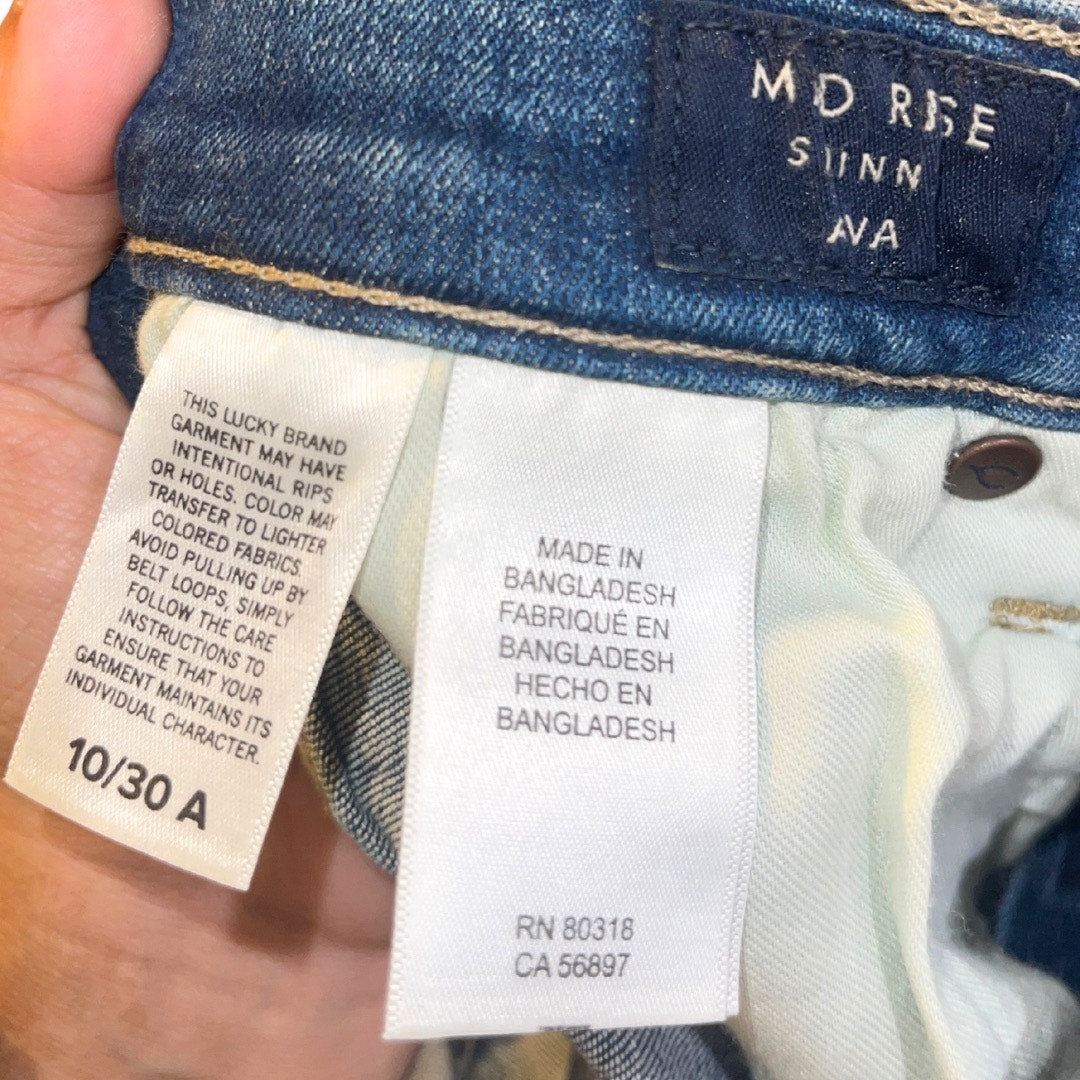 MID RISE
SKINNY
AVA
THIS LUCKY BRAND
GARMENT MAY HAVE
INTENTIONAL RIPS
OR HOLES. COLOR MAY
TRANSFER TO LIGHTER
COLORED FABRICS
AVOID PULLING UP BY
BELT LOOPS, SIMPLY
FOLLOW THE CARE
INSTRUCTIONS TO
ENSURE THAT YOUR
GARMENT MAINTAINS ITS
INDIVIDUAL CHARACTER.
10/30 A
MADE IN
BANGLADESH
FABRIQUÉ EN
BANGLADESH
HECHO EN
BANGLADESH
RN 80318
CA 56897